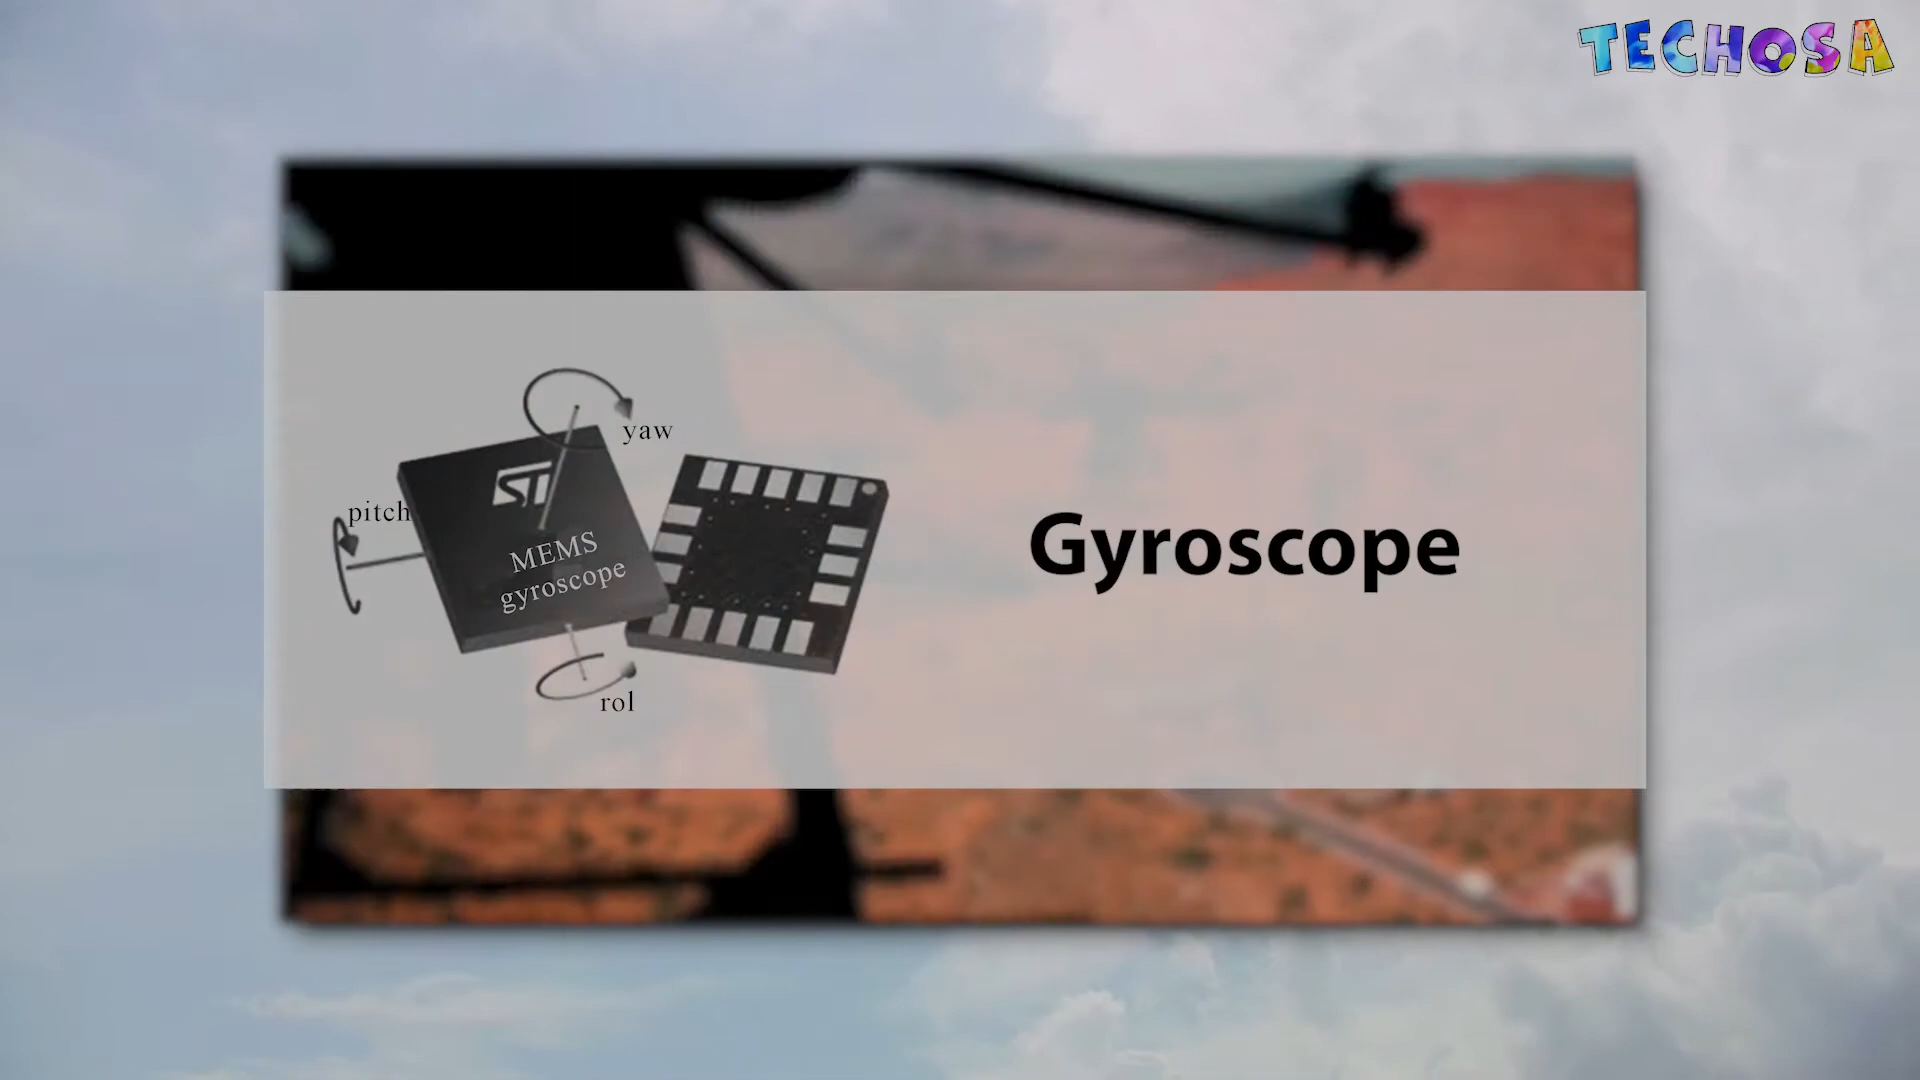 TECHOSA
yaw
pitch
ST
MEMS
gyroscope
Gyroscope
rol